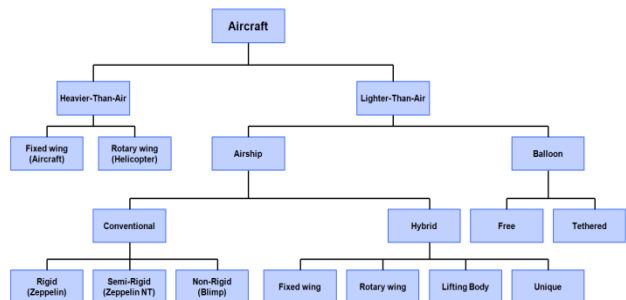 Aircraft
Heavier-Than-Air
Lighter-Than-Air
Fixed wing
(Aircraft)
Rotary wing
(Helicopter)
Airship
Balloon
Conventional
Hybrid
Free
Tethered
Rigid
(Zeppelin)
Semi-Rigid
(Zeppelin NT)
Non-Rigid
(Blimp)
Fixed wing
Rotary wing
Lifting Body
Unique